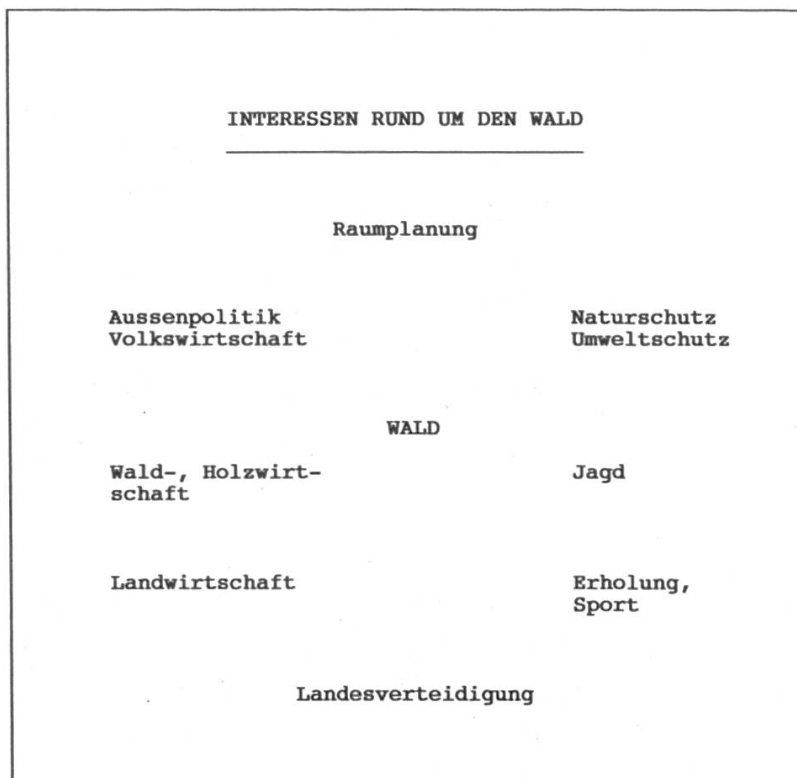 INTERESSEN RUND UM DEN WALD
Raumplanung
Aussenpolitik
Volkswirtschaft
Naturschutz
Umweltschutz
WALD
Wald-, Holzwirt-
schaft
Jagd
Landwirtschaft
Erholung,
Sport
Landesverteidigung